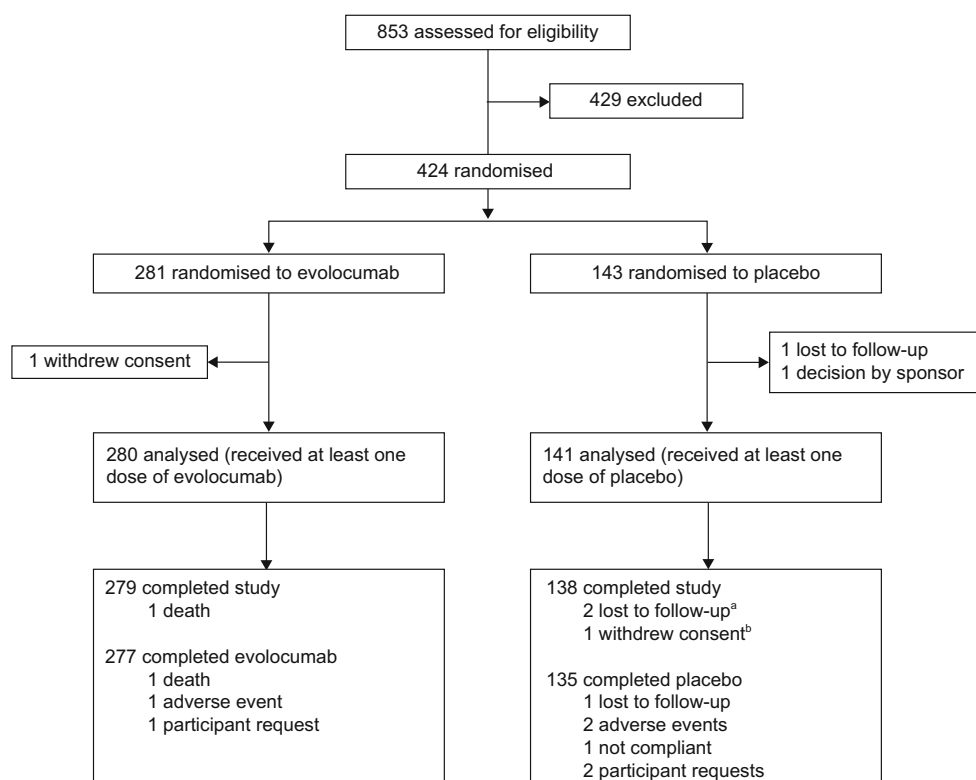 853 assessed for eligibility
429 excluded
424 randomised
281 randomised to evolocumab
143 randomised to placebo
1 withdrew consent
1 lost to follow-up
1 decision by sponsor
280 analysed (received at least one
dose of evolocumab)
141 analysed (received at least one
dose of placebo)
279 completed study
1 death
277 completed evolocumab
1 death
1 adverse event
1 participant request
138 completed study
2 lost to follow-upᵃ
1 withdrew consentᵇ
135 completed placebo
1 lost to follow-up
2 adverse events
1 not compliant
2 participant requests